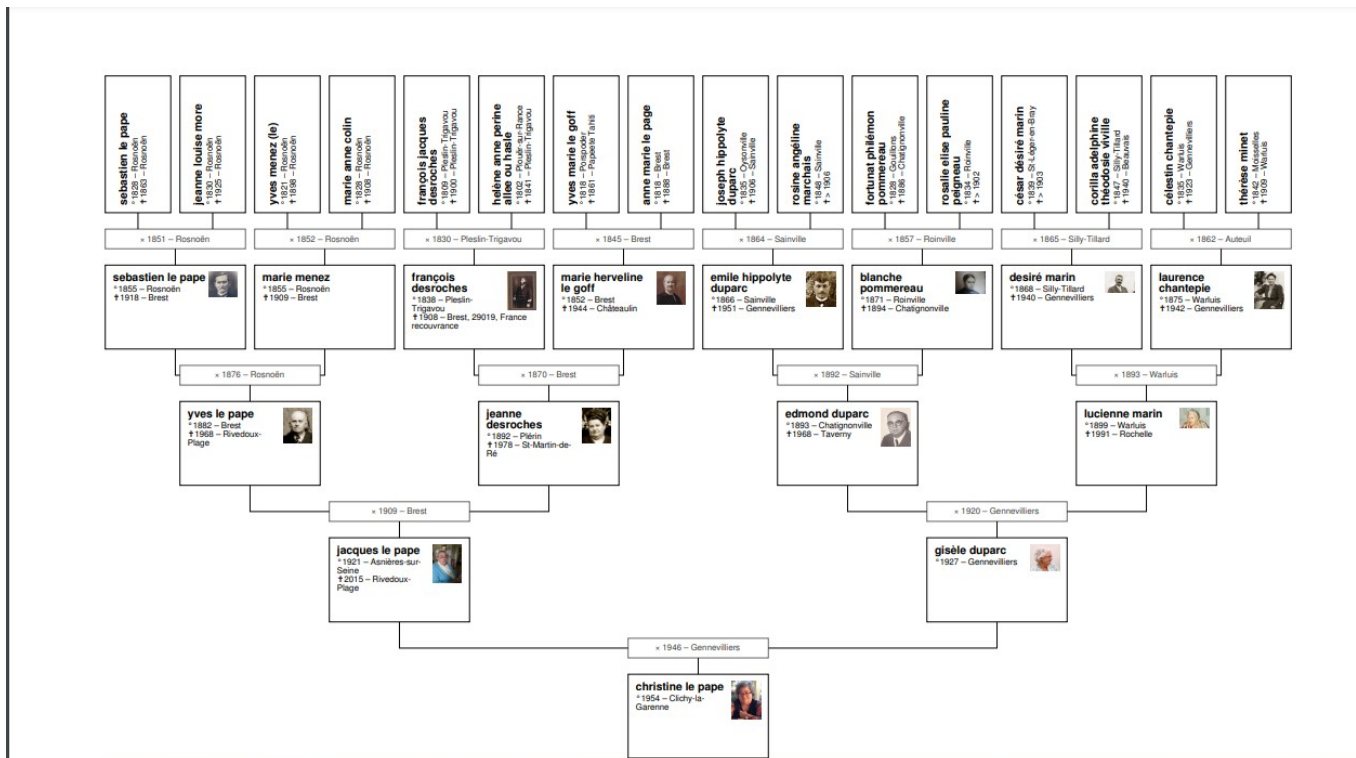 sebastien le pape
°1828 – Rosnoën
✝1863 – Rosnoën
jeanne louise more
°1830 – Rosnoën
✝1925 – Rosnoën
yves menez (le)
°1821 – Rosnoën
✝1898 – Rosnoën
marie anne colin
°1828 – Rosnoën
✝1908 – Rosnoën
françois jacques
desroches
°1809 – Pleslin-Trigavou
✝1900 – Pleslin-Trigavou
helène anne perine
allee ou hasle
°1802 – Plouër-sur-Rance
✝1841 – Pleslin-Trigavou
yves marie le goff
°1818 – Porspoder
✝1861 – Papeete Tahiti
anne marie le page
°1818 – Brest
✝1888 – Brest
joseph hippolyte
duparc
°1835 – Oysonville
✝1906 – Sainville
rosine angéline
marchais
°1848 – Sainville
✝> 1906
fortunat philémon
pommereau
°1828 – Gouillons
✝1886 – Chatignonville
rosalie elise pauline
peigneau
°1834 – Roinville
✝> 1902
césar désiré marin
°1839 – St-Léger-en-Bray
✝> 1903
corilla adelphine
théodosie viville
°1847 – Silly-Tillard
✝1940 – Beauvais
célestin chantepie
°1835 – Warluis
✝1923 – Gennevilliers
thérèse minet
°1842 – Moisselles
✝1909 – Warluis
× 1851 – Rosnoën
× 1852 – Rosnoën
× 1830 – Pleslin-Trigavou
× 1845 – Brest
× 1864 – Sainville
× 1857 – Roinville
× 1865 – Silly-Tillard
× 1862 – Auteuil
sebastien le pape
°1855 – Rosnoën
✝1918 – Brest
marie menez
°1855 – Rosnoën
✝1909 – Brest
françois
desroches
°1838 – Pleslin-
Trigavou
✝1908 – Brest, 29019, France
recouvrance
marie herveline
le goff
°1852 – Brest
✝1944 – Châteaulin
emile hippolyte
duparc
°1866 – Sainville
✝1951 – Gennevilliers
blanche
pommereau
°1871 – Roinville
✝1894 – Chatignonville
desiré marin
°1868 – Silly-Tillard
✝1940 – Gennevilliers
laurence
chantepie
°1875 – Warluis
✝1942 – Gennevilliers
× 1876 – Rosnoën
× 1870 – Brest
× 1892 – Sainville
× 1893 – Warluis
yves le pape
°1882 – Brest
✝1968 – Rivedoux-
Plage
jeanne
desroches
°1892 – Plérin
✝1978 – St-Martin-de-
Ré
edmond duparc
°1893 – Chatignonville
✝1968 – Taverny
lucienne marin
°1899 – Warluis
✝1991 – Rochelle
× 1909 – Brest
× 1920 – Gennevilliers
jacques le pape
°1921 – Asnières-sur-
Seine
✝2015 – Rivedoux-
Plage
gisèle duparc
°1927 – Gennevilliers
× 1946 – Gennevilliers
christine le pape
°1954 – Clichy-la-
Garenne